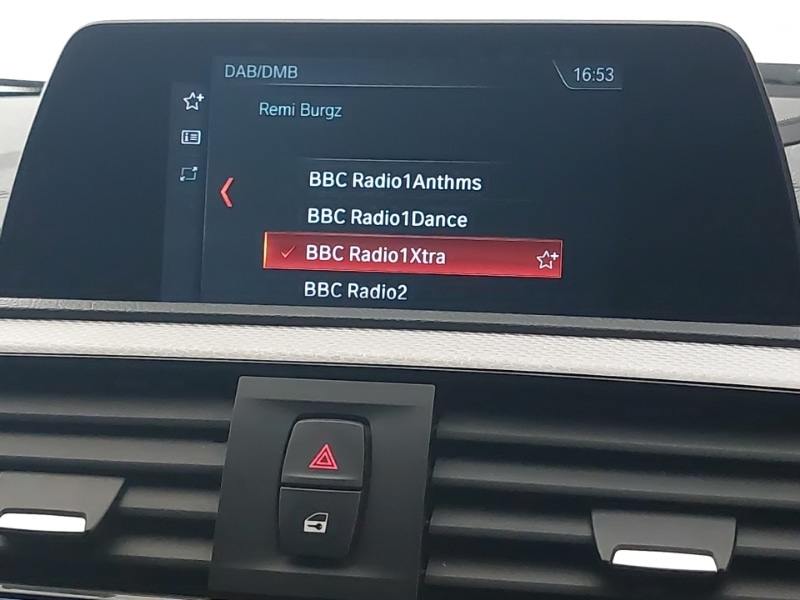 DAB/DMB 16:53
Remi Burgz
BBC Radio1Anthms
BBC Radio1Dance
BBC Radio1Xtra
BBC Radio2